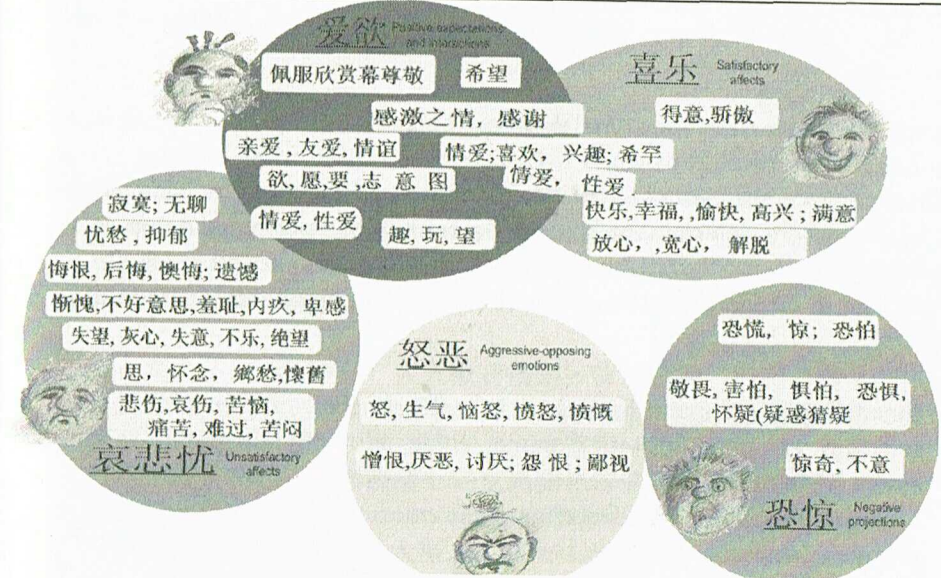 爱欲 Positive expectations
and interactions
佩服欣赏幕尊敬
希望
感激之情, 感谢
亲爱, 友爱, 情谊
情爱;喜欢, 兴趣; 希罕
欲, 愿, 要, 志 意 图
情爱, 性爱
情爱, 性爱
趣, 玩, 望
喜乐 Satisfactory
affects
得意,骄傲
快乐,幸福, ,愉快, 高兴; 满意
放心, ,宽心, 解脱
寂寞; 无聊
忧愁, 抑郁
悔恨, 后悔, 懊悔; 遗憾
惭愧,不好意思,羞耻,内疚, 卑感
失望, 灰心, 失意, 不乐, 绝望
思, 怀念, 鄉愁,懷舊
悲伤,哀伤, 苦恼,
痛苦, 难过, 苦闷
哀悲忧 Unsatisfactory
affects
怒恶 Aggressive-opposing
emotions
怒, 生气, 恼怒, 愤怒, 愤慨
憎恨,厌恶, 讨厌; 怨 恨; 鄙视
恐慌, 惊; 恐怕
敬畏, 害怕, 惧怕, 恐惧,
怀疑(疑惑猜疑
惊奇, 不意
恐惊 Negative
projections